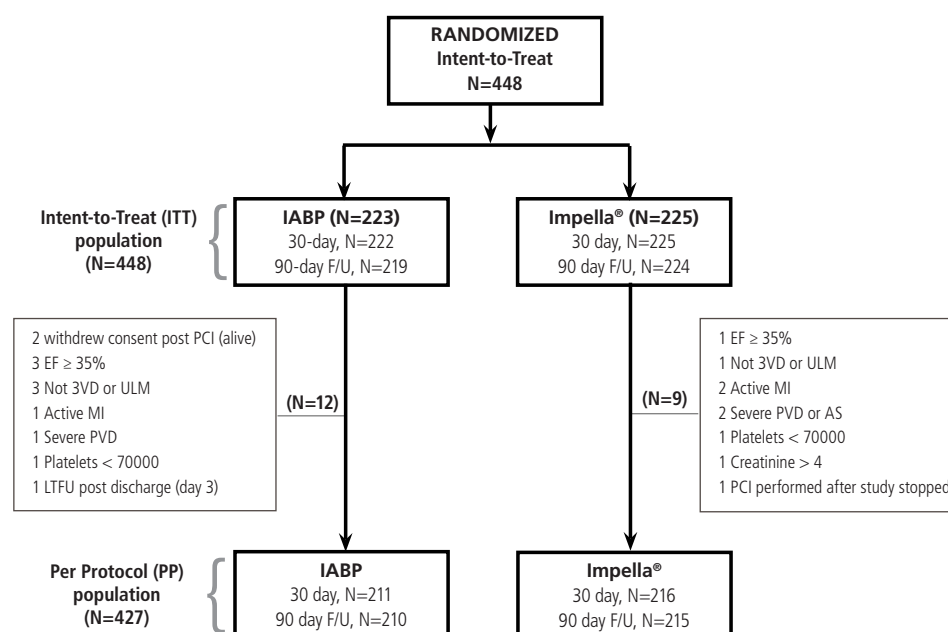 RANDOMIZED
Intent-to-Treat
N=448
Intent-to-Treat (ITT)
population
(N=448)
IABP (N=223)
30-day, N=222
90-day F/U, N=219
Impella® (N=225)
30 day, N=225
90 day F/U, N=224
2 withdrew consent post PCI (alive)
3 EF ≥ 35%
3 Not 3VD or ULM
1 Active MI
1 Severe PVD
1 Platelets < 70000
1 LTFU post discharge (day 3)
(N=12)
(N=9)
1 EF ≥ 35%
1 Not 3VD or ULM
2 Active MI
2 Severe PVD or AS
1 Platelets < 70000
1 Creatinine > 4
1 PCI performed after study stopped
Per Protocol (PP)
population
(N=427)
IABP
30 day, N=211
90 day F/U, N=210
Impella®
30 day, N=216
90 day F/U, N=215